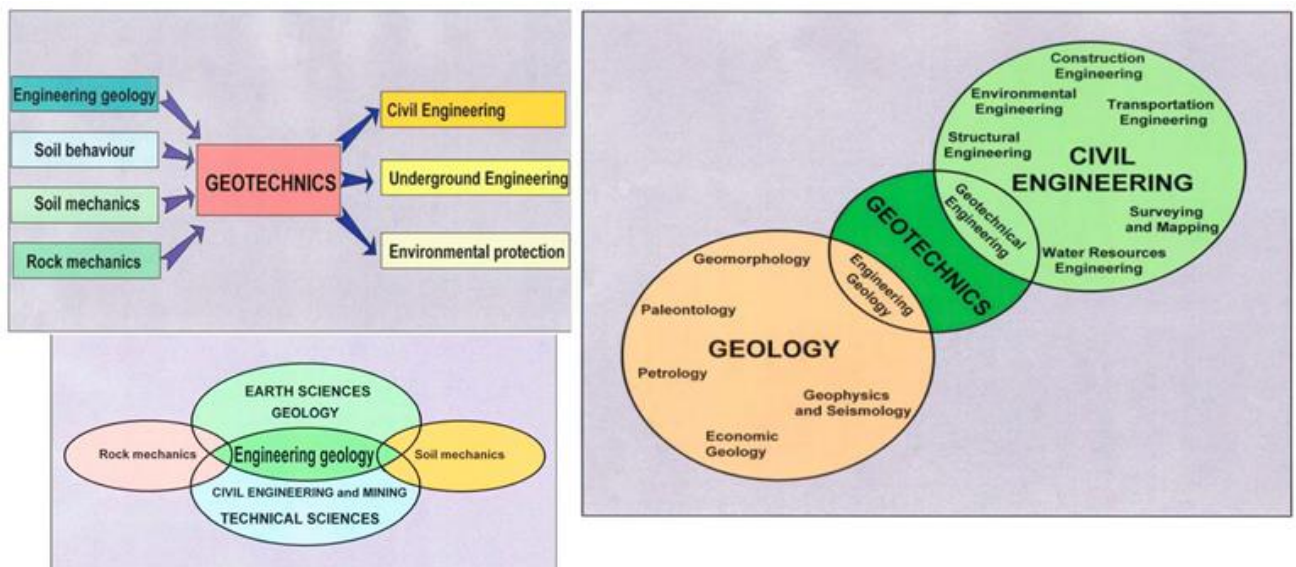 Engineering geology
Soil behaviour
Soil mechanics
Rock mechanics
GEOTECHNICS
Civil Engineering
Underground Engineering
Environmental protection
EARTH SCIENCES
GEOLOGY
Rock mechanics
Engineering geology
Soil mechanics
CIVIL ENGINEERING and MINING
TECHNICAL SCIENCES
Construction
Engineering
Environmental
Engineering
Transportation
Engineering
Structural
Engineering
CIVIL
ENGINEERING
Geotechnical
Engineering
Surveying
and Mapping
Water Resources
Engineering
GEOTECHNICS
Engineering
Geology
Geomorphology
Paleontology
GEOLOGY
Petrology
Geophysics
and Seismology
Economic
Geology